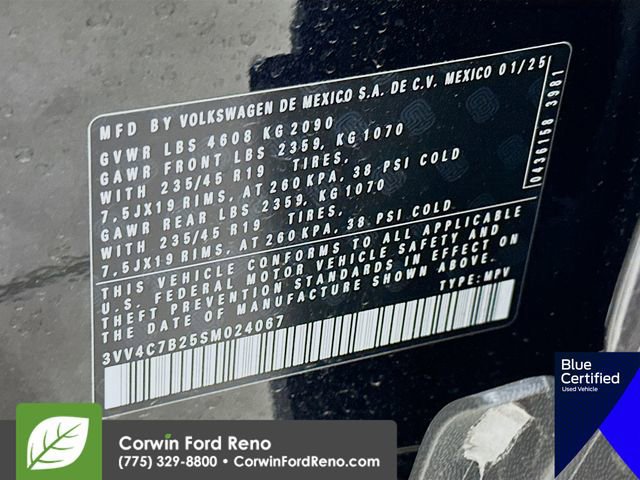 MFD BY VOLKSWAGEN DE MEXICO S.A. DE C.V. MEXICO 01/25
GVWR LBS 4608 KG 2090
GAWR FRONT LBS 2359, KG 1070
WITH 235/45 R19 TIRES,
7,5JX19 RIMS, AT 260 KPA, 38 PSI COLD
GAWR REAR LBS 2359, KG 1070
WITH 235/45 R19 TIRES,
7,5JX19 RIMS, AT 260 KPA, 38 PSI COLD
THIS VEHICLE CONFORMS TO ALL APPLICABLE
U.S. FEDERAL MOTOR VEHICLE SAFETY AND
THEFT PREVENTION STANDARDS IN EFFECT ON
THE DATE OF MANUFACTURE SHOWN ABOVE.
3VV4C7B25SM024067 TYPE: MPV
0436158 3981
Blue
Certified
Used Vehicle
Corwin Ford Reno
(775) 329-8800 • CorwinFordReno.com